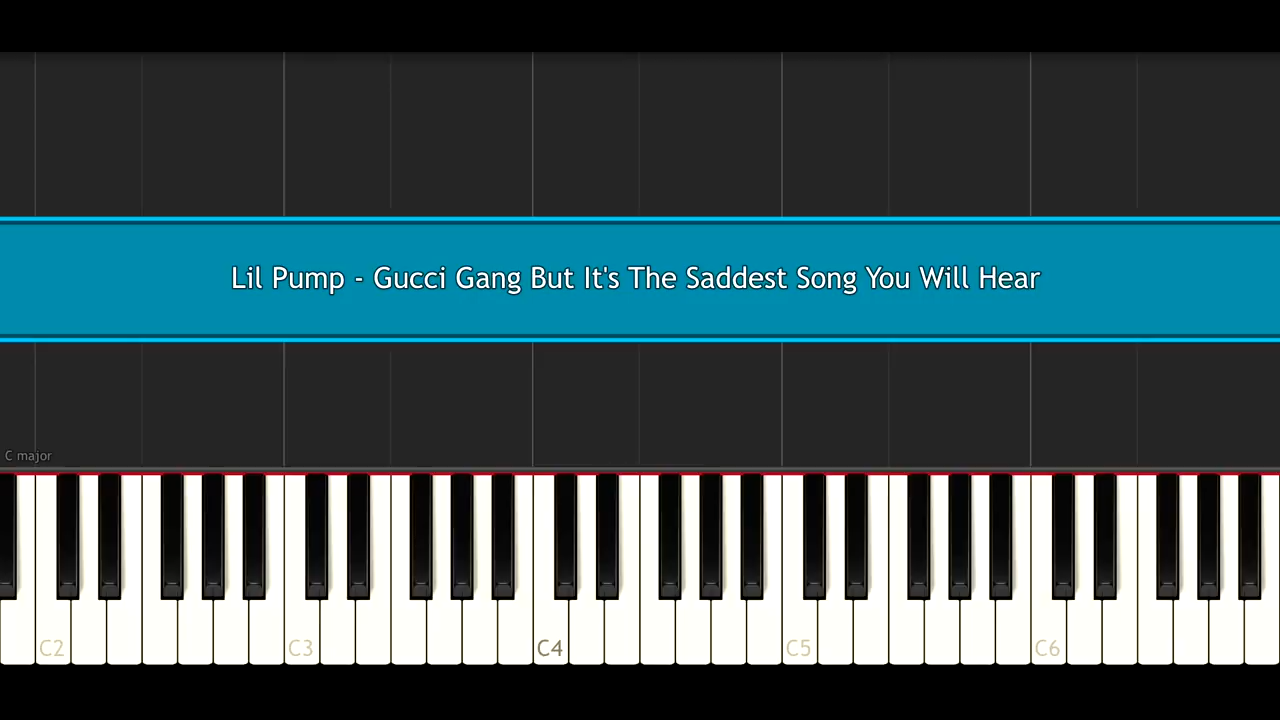 Lil Pump - Gucci Gang But It's The Saddest Song You Will Hear
C major
C2 C3 C4 C5 C6